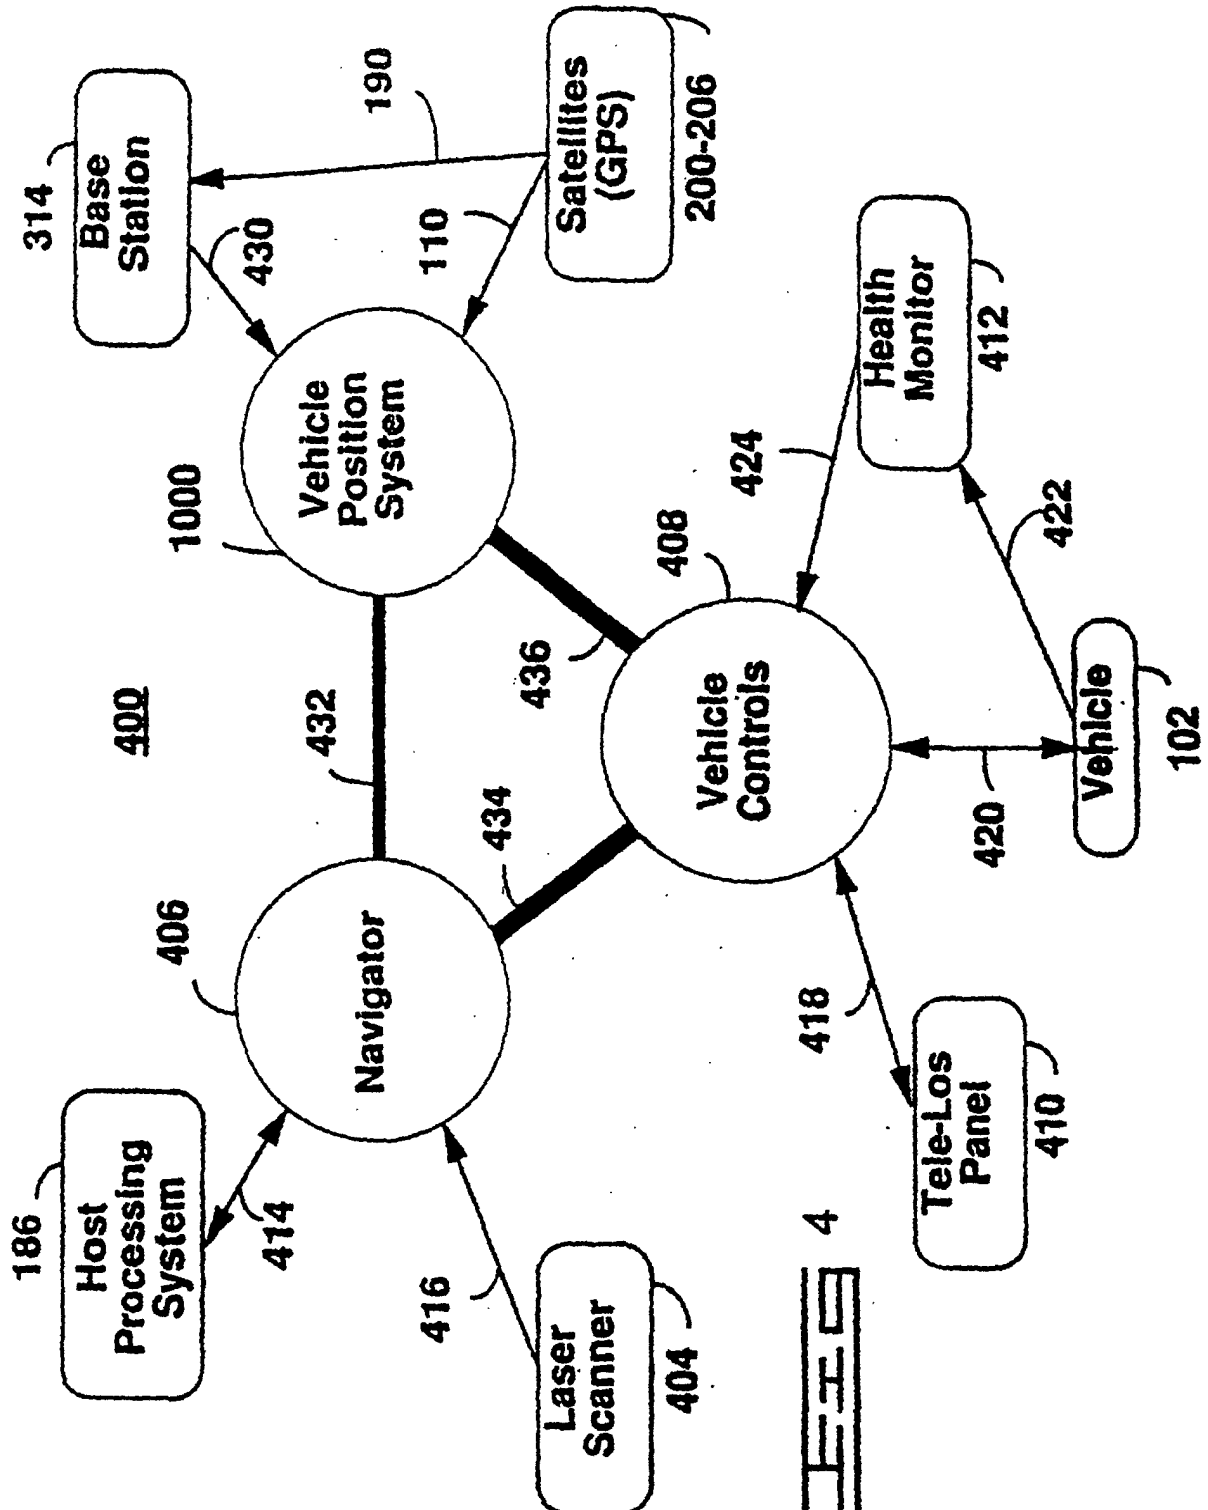 400
186
Host
Processing
System
414
406
Navigator
432
1000
Vehicle
Position
System
430
314
Base
Station
190
110
Satellites
(GPS)
200-206
416
Laser
Scanner
404
434
436
408
Vehicle
Controls
424
Health
Monitor
412
418
Tele-Los
Panel
410
420
422
Vehicle
102
FIG 4